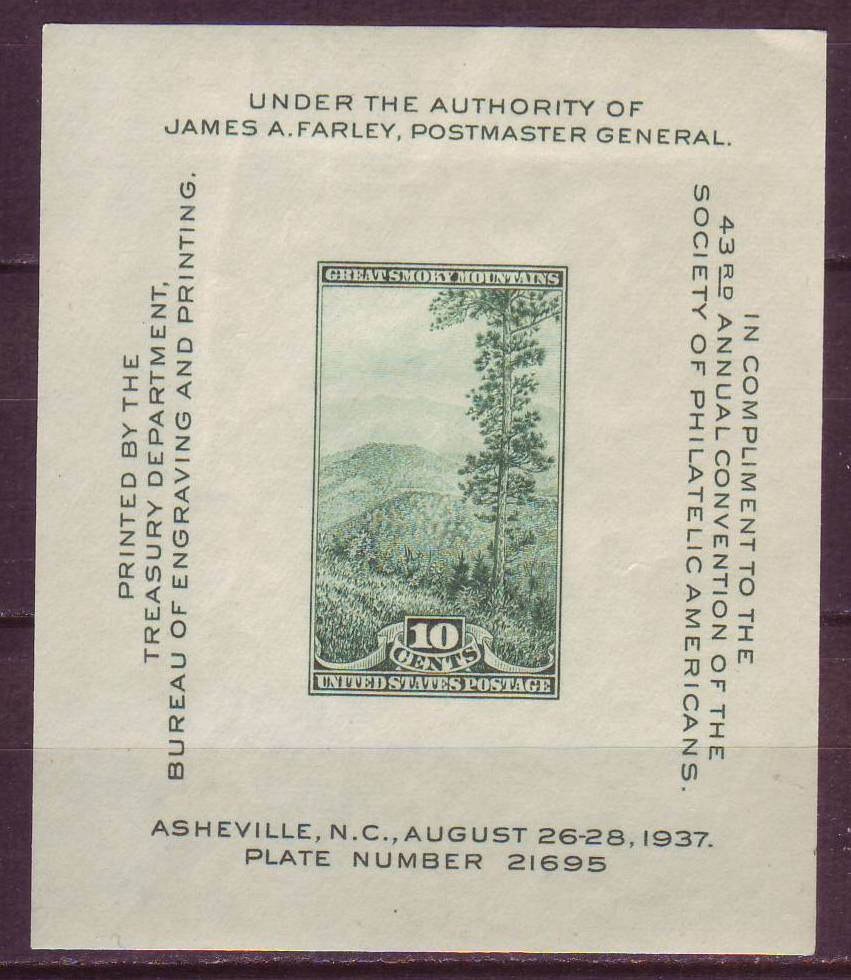 UNDER THE AUTHORITY OF
JAMES A. FARLEY, POSTMASTER GENERAL.
PRINTED BY THE
TREASURY DEPARTMENT,
BUREAU OF ENGRAVING AND PRINTING.
GREAT SMOKY MOUNTAINS
10
CENTS
UNITED STATES POSTAGE
IN COMPLIMENT TO THE
43RD ANNUAL CONVENTION OF THE
SOCIETY OF PHILATELIC AMERICANS.
ASHEVILLE, N.C., AUGUST 26-28, 1937.
PLATE NUMBER 21695